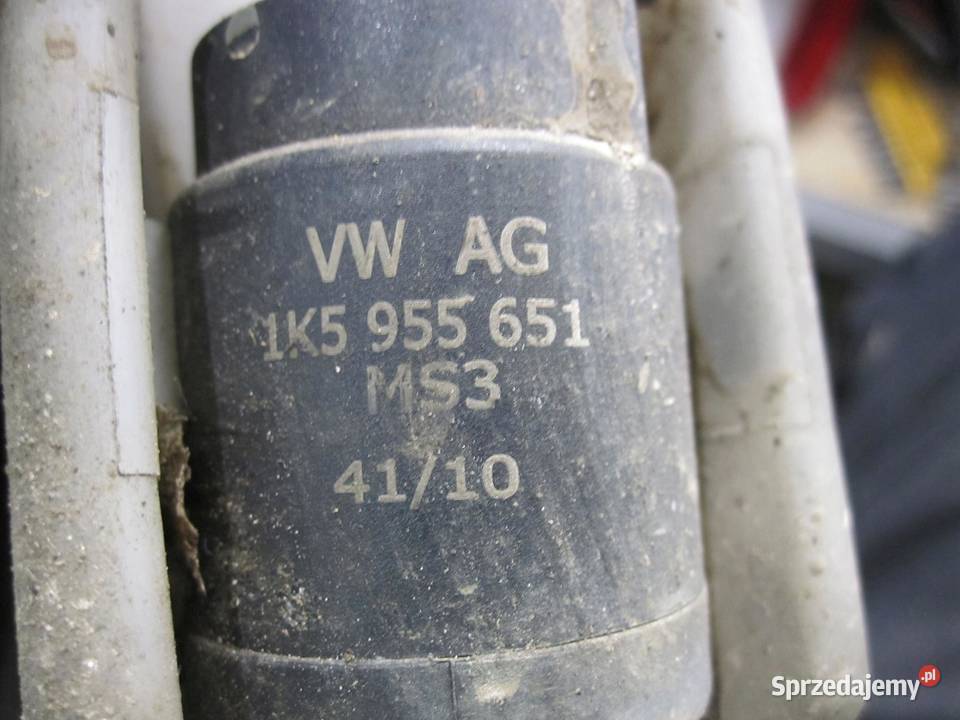 VW AG
1K5 955 651
MS3
41/10
Sprzedajemy.pl